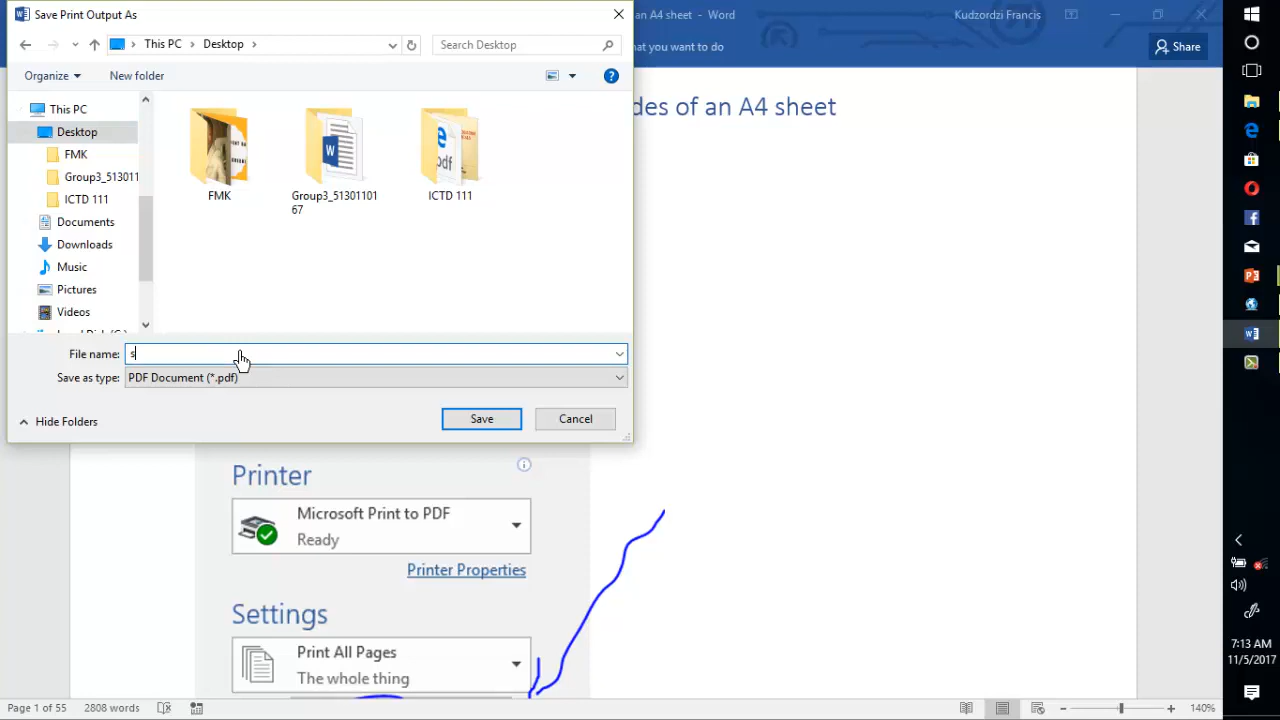 Save Print Output As
an A4 sheet - Word
Kudzordzi Francis
This PC
Desktop
Search Desktop
hat you want to do
Share
Organize
New folder
This PC
Desktop
FMK
Group3_513011
ICTD 111
Documents
Downloads
Music
Pictures
Videos
FMK
Group3_51301101
67
ICTD 111
pdf
des of an A4 sheet
File name: s
Save as type: PDF Document (*.pdf)
Hide Folders
Save
Cancel
Printer
Microsoft Print to PDF
Ready
Printer Properties
Settings
Print All Pages
The whole thing
Page 1 of 55
2808 words
140%
7:13 AM
11/5/2017